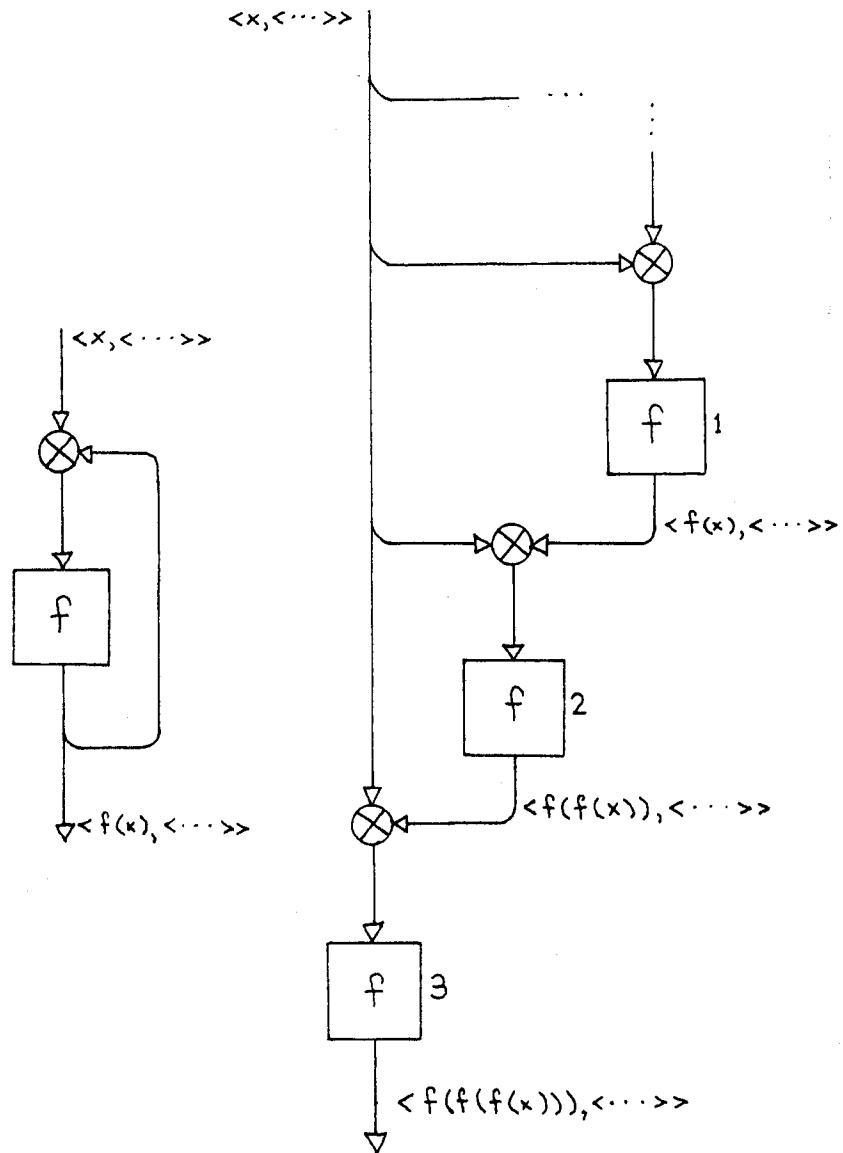 <x,<···>>
···
<x,<····>>
f
1
<f(x),<···>>
f
f
2
<f(x),<····>>
<f(f(x)),<···>>
f
3
<f(f(f(x))),<···>>